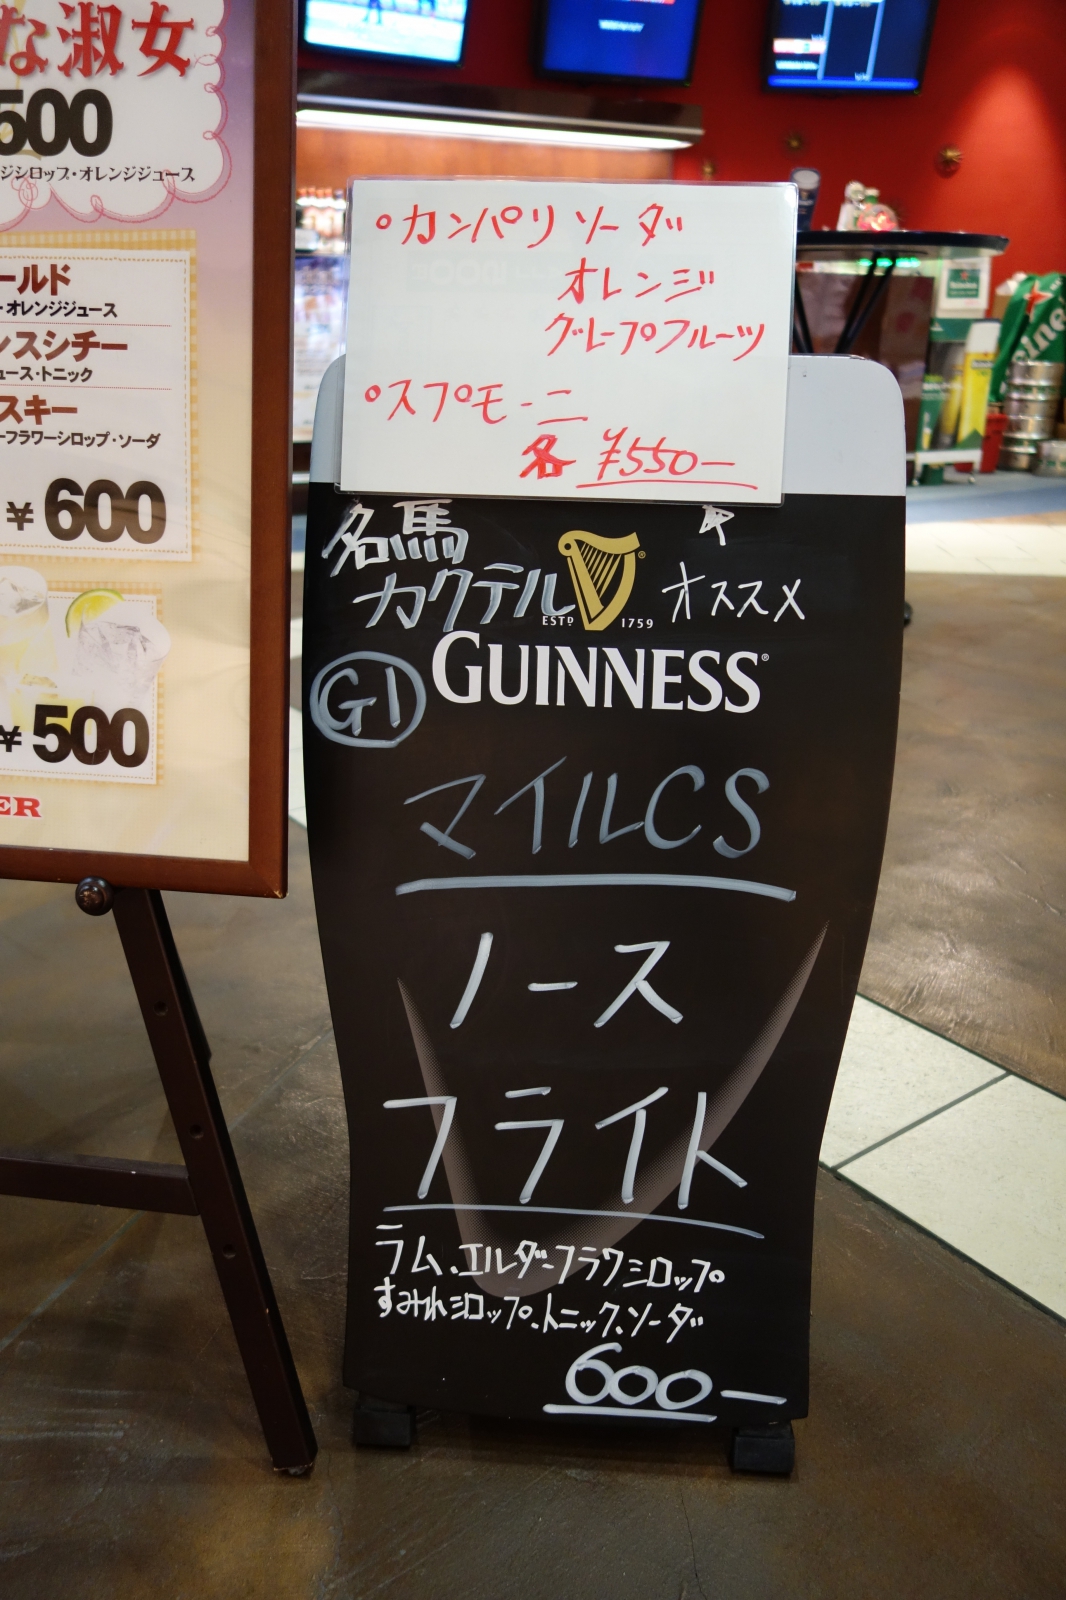 な淑女
500
ジシロップ・オレンジジュース
ールド
・オレンジジュース
ンスシチー
ュース・トニック
スキー
ーフラワーシロップ・ソーダ
¥600
¥500
ER
°カンパリソーダ
オレンジ
グレープフルーツ
°スプモーニ
各 ¥550―
名馬
カクテル
オススメ
ESTD 1759
GUINNESS®
G1
マイルCS
ノース
フライト
ラム、エルダーフラワシロップ
すみれシロップ、トニック、ソーダ
600―
Heineken
eine